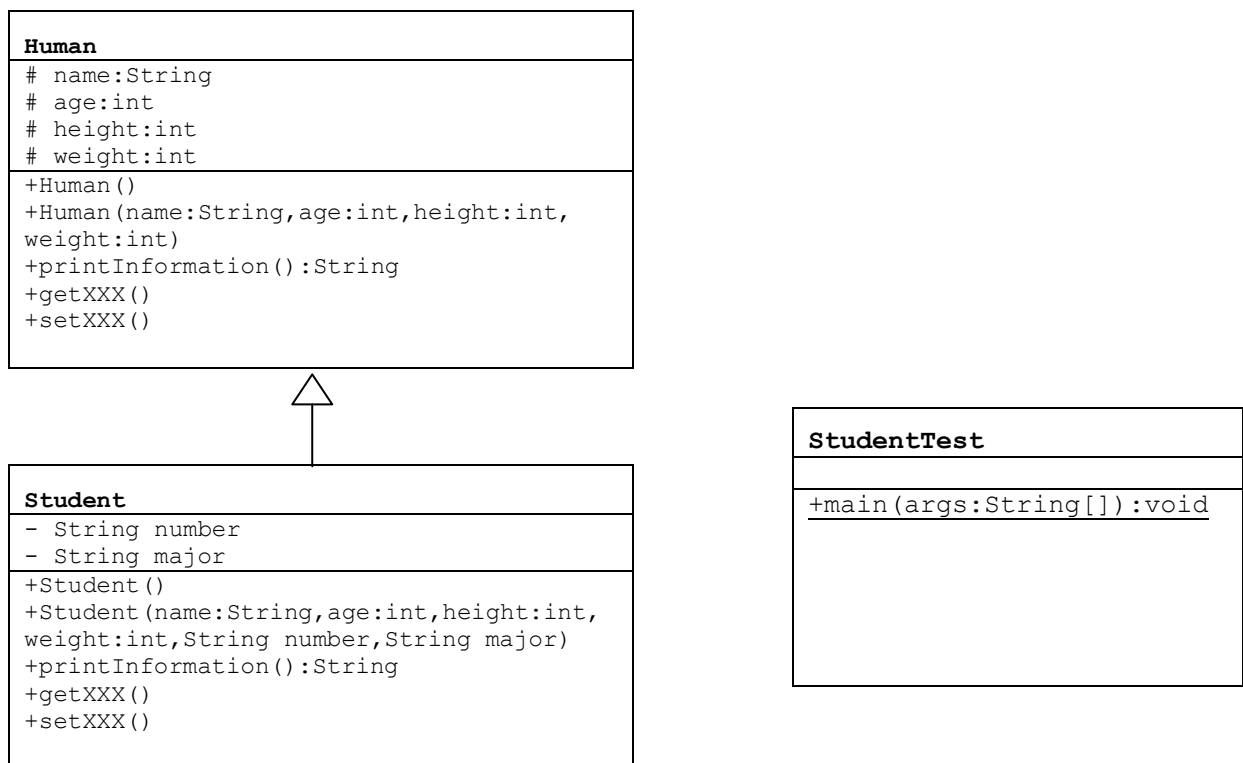 Human
# name:String
# age:int
# height:int
# weight:int
+Human()
+Human(name:String,age:int,height:int,
weight:int)
+printInformation():String
+getXXX()
+setXXX()
Student
- String number
- String major
+Student()
+Student(name:String,age:int,height:int,
weight:int,String number,String major)
+printInformation():String
+getXXX()
+setXXX()
StudentTest
+main(args:String[]):void